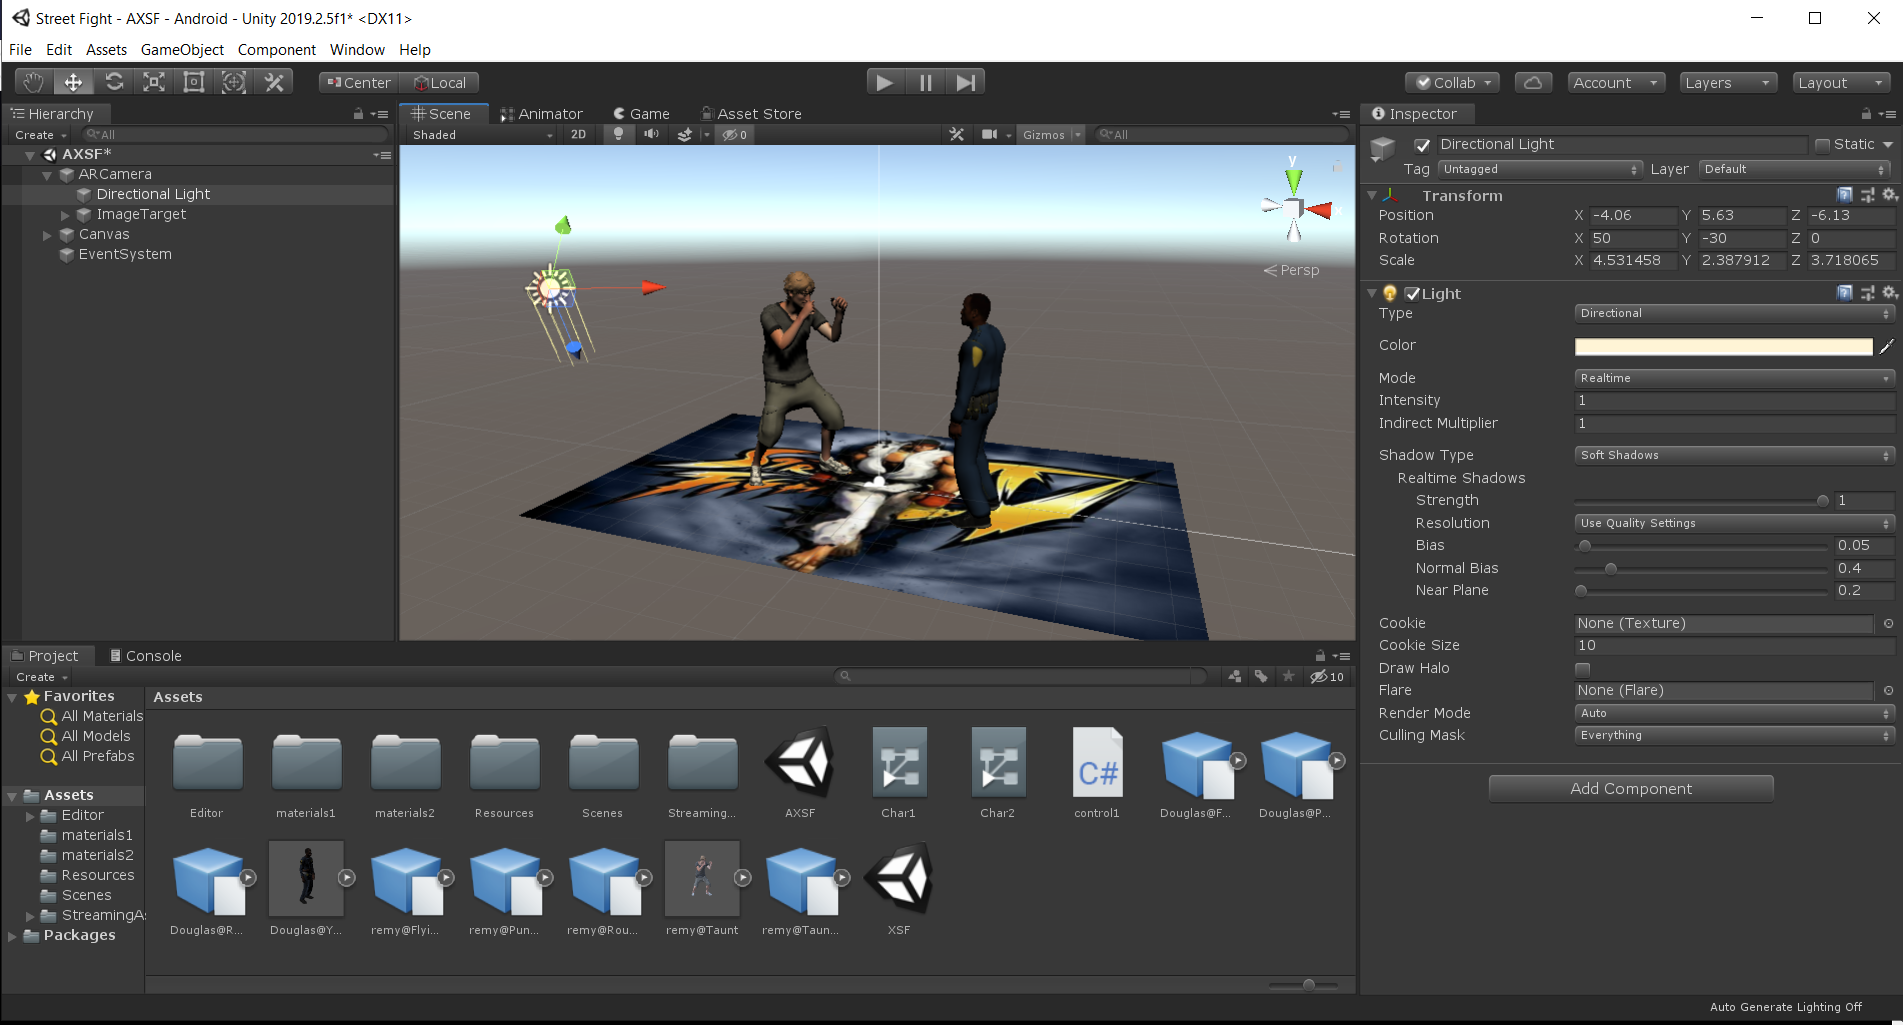 Street Fight - AXSF - Android - Unity 2019.2.5f1* <DX11>
File Edit Assets GameObject Component Window Help
Center Local Collab Account Layers Layout
Hierarchy
Create All
AXSF*
ARCamera
Directional Light
ImageTarget
Canvas
EventSystem
Scene Animator Game Asset Store
Shaded 2D 0 Gizmos All
y
x
Persp
Inspector
Directional Light Static
Tag Untagged Layer Default
Transform
Position X -4.06 Y 5.63 Z -6.13
Rotation X 50 Y -30 Z 0
Scale X 4.531458 Y 2.387912 Z 3.718065
Light
Type Directional
Color
Mode Realtime
Intensity 1
Indirect Multiplier 1
Shadow Type Soft Shadows
Realtime Shadows
Strength 1
Resolution Use Quality Settings
Bias 0.05
Normal Bias 0.4
Near Plane 0.2
Cookie None (Texture)
Cookie Size 10
Draw Halo
Flare None (Flare)
Render Mode Auto
Culling Mask Everything
Add Component
Project Console
Create 10
Favorites
All Materials
All Models
All Prefabs
Assets
Editor
materials1
materials2
Resources
Scenes
StreamingAs
Packages
Assets
Editor materials1 materials2 Resources Scenes Streaming... AXSF Char1 Char2 C# control1 Douglas@F... Douglas@P...
Douglas@R... Douglas@Y... remy@Flyi... remy@Pun... remy@Rou... remy@Taunt remy@Taun... XSF
Auto Generate Lighting Off